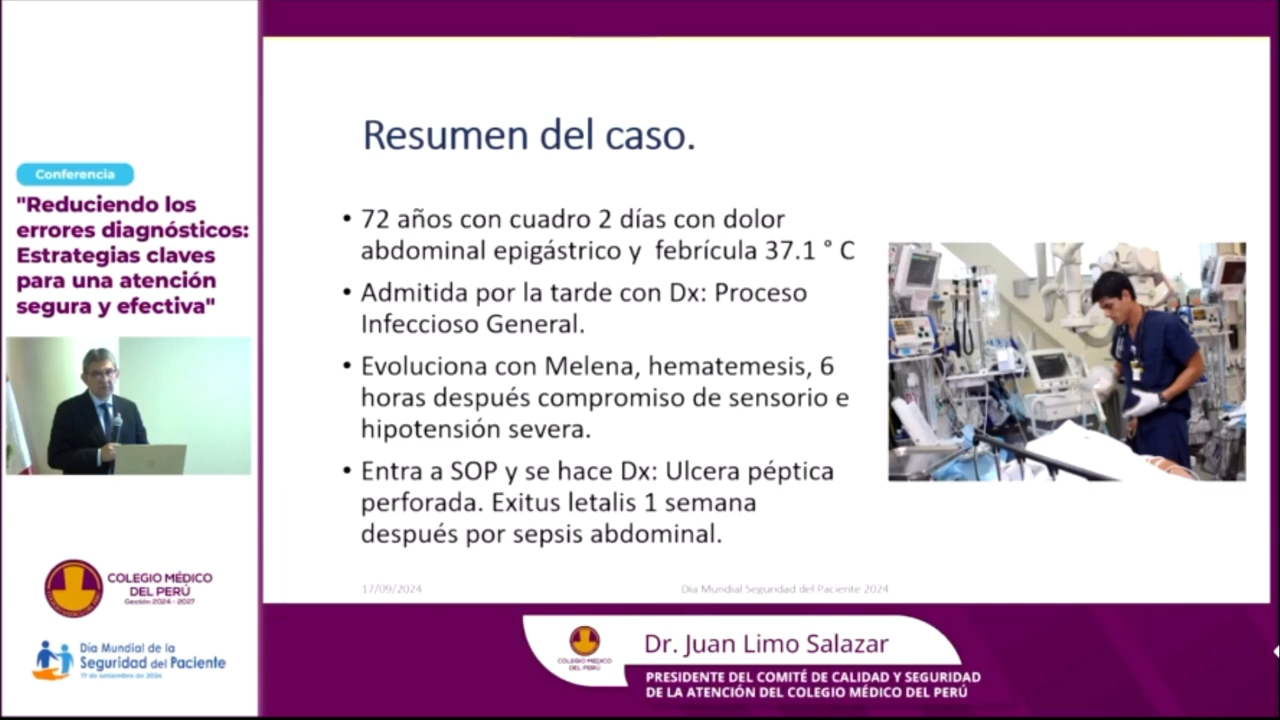 Conferencia
"Reduciendo los
errores diagnósticos:
Estrategias claves
para una atención
segura y efectiva"
COLEGIO MÉDICO
DEL PERÚ
Gestión 2024 - 2027
Día Mundial de la
Seguridad del Paciente
17 de setiembre de 2024
Resumen del caso.
• 72 años con cuadro 2 días con dolor
abdominal epigástrico y febrícula 37.1 ° C
• Admitida por la tarde con Dx: Proceso
Infeccioso General.
• Evoluciona con Melena, hematemesis, 6
horas después compromiso de sensorio e
hipotensión severa.
• Entra a SOP y se hace Dx: Ulcera péptica
perforada. Exitus letalis 1 semana
después por sepsis abdominal.
17/09/2024
Día Mundial Seguridad del Paciente 2024
COLEGIO MÉDICO
DEL PERÚ
Dr. Juan Limo Salazar
PRESIDENTE DEL COMITÉ DE CALIDAD Y SEGURIDAD
DE LA ATENCIÓN DEL COLEGIO MÉDICO DEL PERÚ